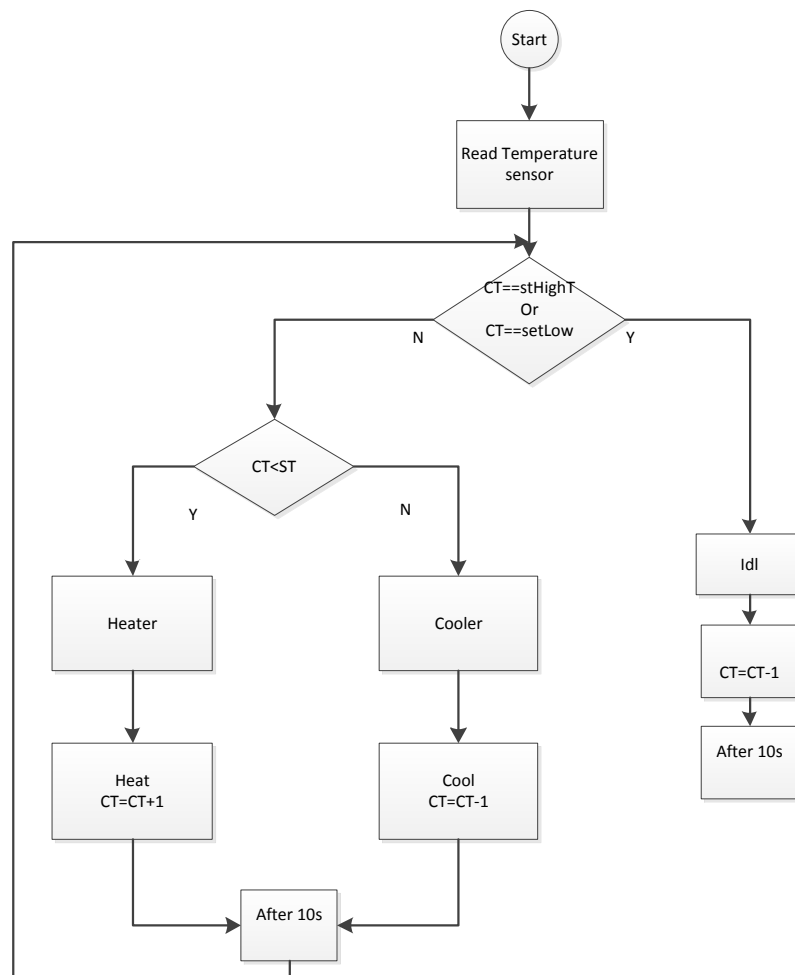 Start
Read Temperature
sensor
CT==stHighT
Or
CT==setLow
N
Y
CT<ST
Y
N
Heater
Cooler
Idl
CT=CT-1
Heat
CT=CT+1
Cool
CT=CT-1
After 10s
After 10s